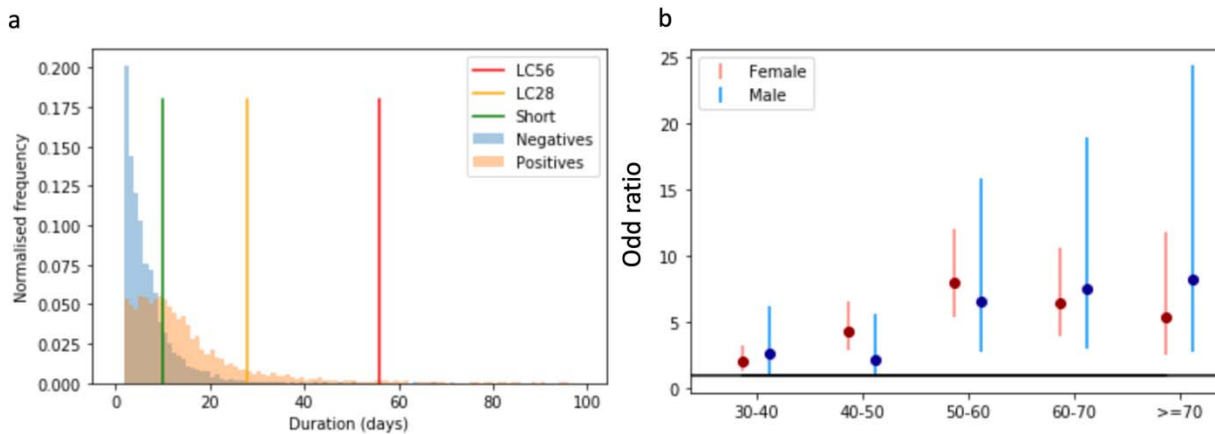 a
0.200
0.175
0.150
0.125
0.100
0.075
0.050
0.025
0.000
Normalised frequency
LC56
LC28
Short
Negatives
Positives
0 20 40 60 80 100
Duration (days)
b
25
20
15
10
5
0
Odd ratio
Female
Male
30-40 40-50 50-60 60-70 >=70